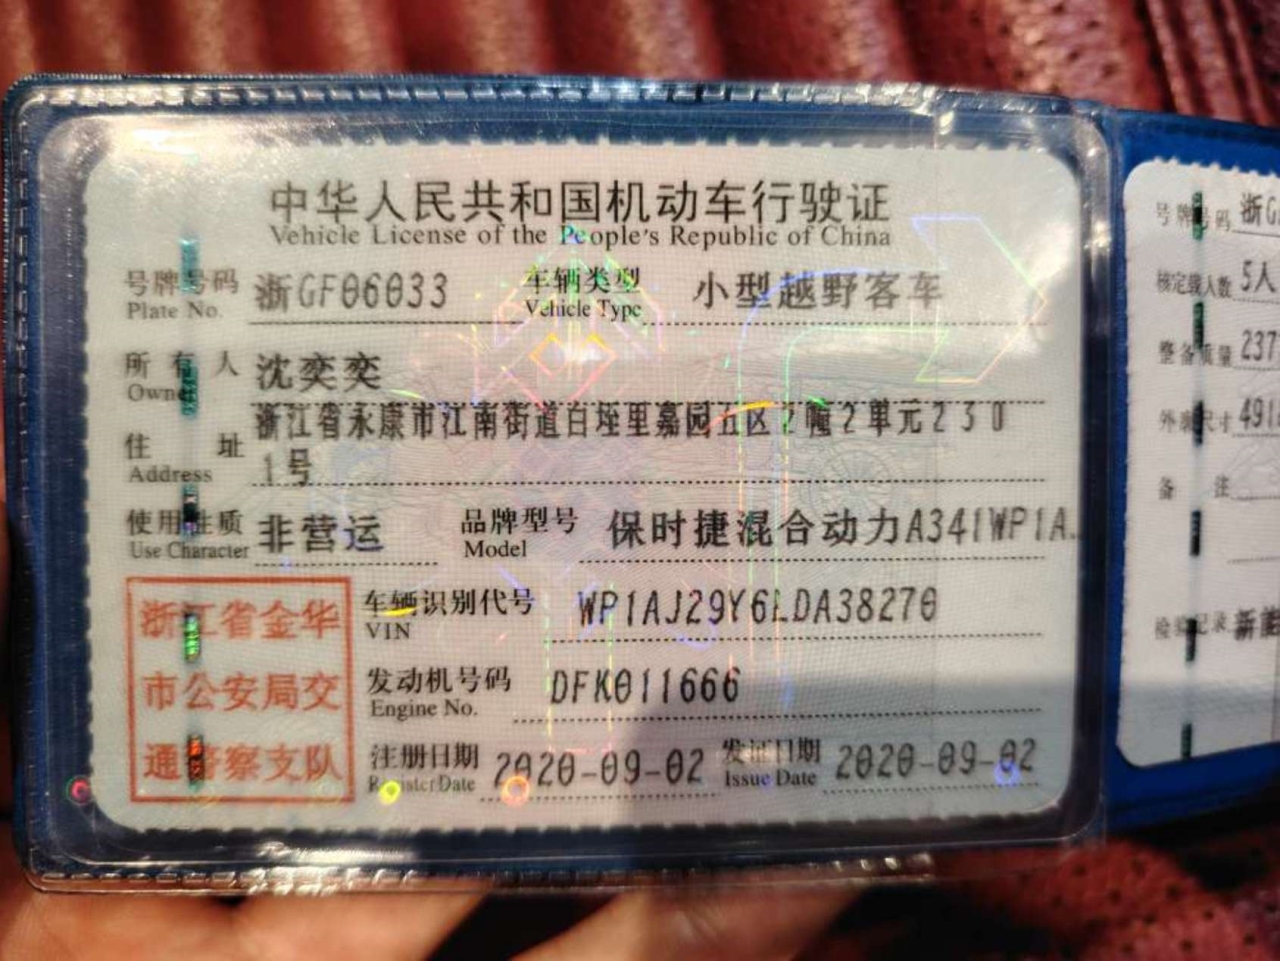 中华人民共和国机动车行驶证
Vehicle License of the People's Republic of China
号牌号码 浙GF06033 车辆类型 小型越野客车
Plate No. Vehicle Type
所有人 沈奕奕
Owner
浙江省永康市江南街道白垤里嘉园五区2幢2单元230
住址 1号
Address
使用性质 非营运 品牌型号 保时捷混合动力A341WP1A
Use Character Model
浙江省金华
市公安局交
通警察支队
车辆识别代号 WP1AJ29Y6LDA38270
VIN
发动机号码 DFK011666
Engine No.
注册日期 2020-09-02 发证日期 2020-09-02
Register Date Issue Date
号牌号码 浙G
核定载人数 5人
整备质量 237
外廓尺寸 491
备注
检验记录 新能